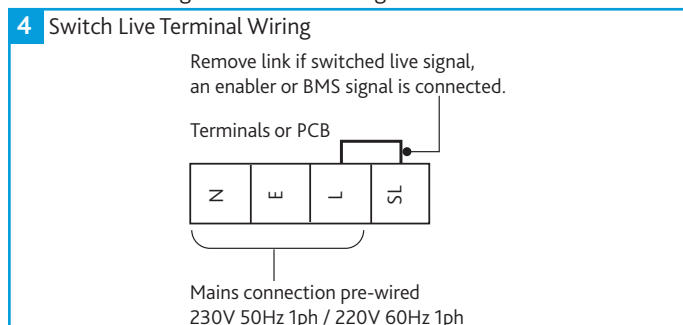 4 Switch Live Terminal Wiring
Remove link if switched live signal,
an enabler or BMS signal is connected.
Terminals or PCB
N E L SL
Mains connection pre-wired
230V 50Hz 1ph / 220V 60Hz 1ph